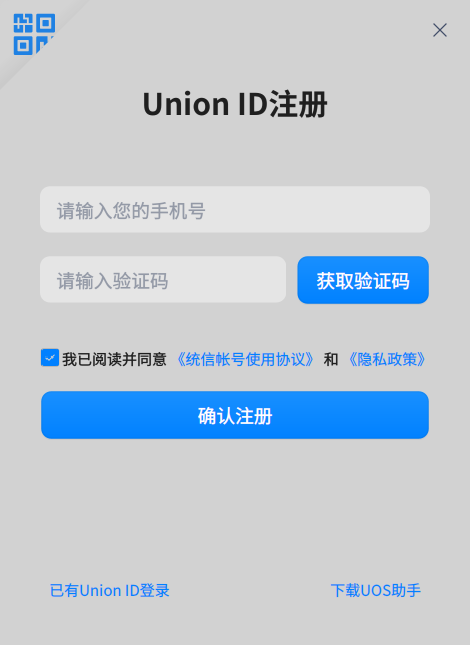 Union ID注册
请输入您的手机号
请输入验证码 获取验证码
我已阅读并同意 《统信帐号使用协议》 和 《隐私政策》
确认注册
已有Union ID登录 下载UOS助手